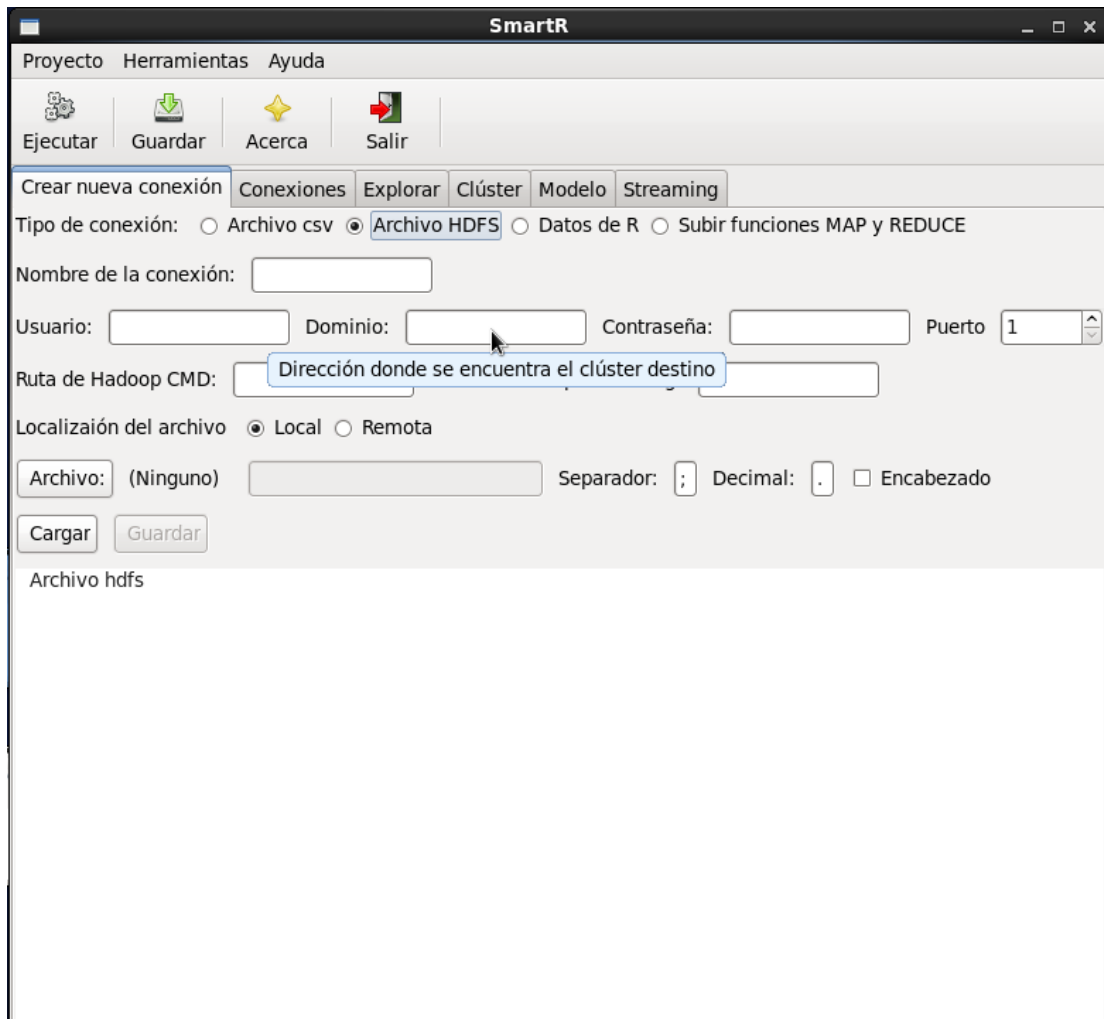 SmartR
Proyecto Herramientas Ayuda
Ejecutar Guardar Acerca Salir
Crear nueva conexión Conexiones Explorar Clúster Modelo Streaming
Tipo de conexión: Archivo csv Archivo HDFS Datos de R Subir funciones MAP y REDUCE
Nombre de la conexión:
Usuario: Dominio: Contraseña: Puerto 1
Dirección donde se encuentra el clúster destino
Ruta de Hadoop CMD:
Localizaión del archivo Local Remota
Archivo: (Ninguno) Separador: ; Decimal: . Encabezado
Cargar Guardar
Archivo hdfs